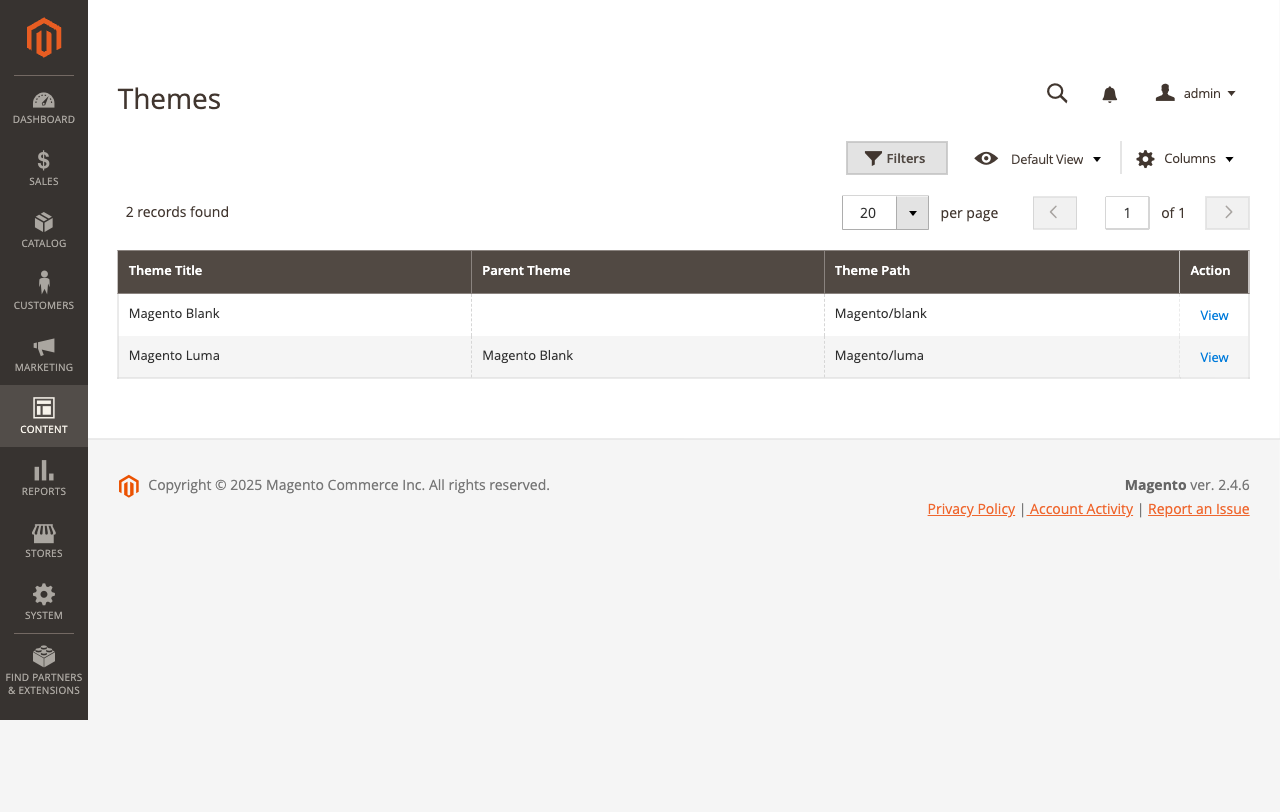 DASHBOARD
SALES
CATALOG
CUSTOMERS
MARKETING
CONTENT
REPORTS
STORES
SYSTEM
FIND PARTNERS
& EXTENSIONS
Themes
admin
Filters
Default View
Columns
2 records found
20
per page
1
of 1
Theme Title Parent Theme Theme Path Action
Magento Blank Magento/blank View
Magento Luma Magento Blank Magento/luma View
Copyright © 2025 Magento Commerce Inc. All rights reserved.
Magento ver. 2.4.6
Privacy Policy | Account Activity | Report an Issue